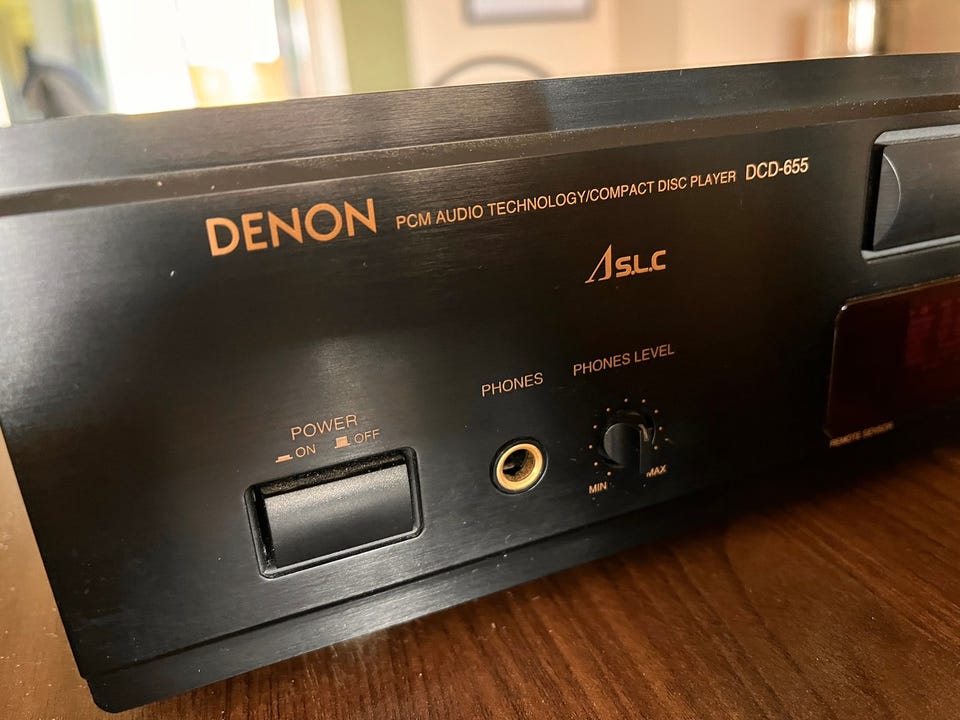 DENON PCM AUDIO TECHNOLOGY/COMPACT DISC PLAYER DCD-655
S.L.C
PHONES LEVEL
PHONES
POWER
ON OFF
MIN MAX
REMOTE SENSOR